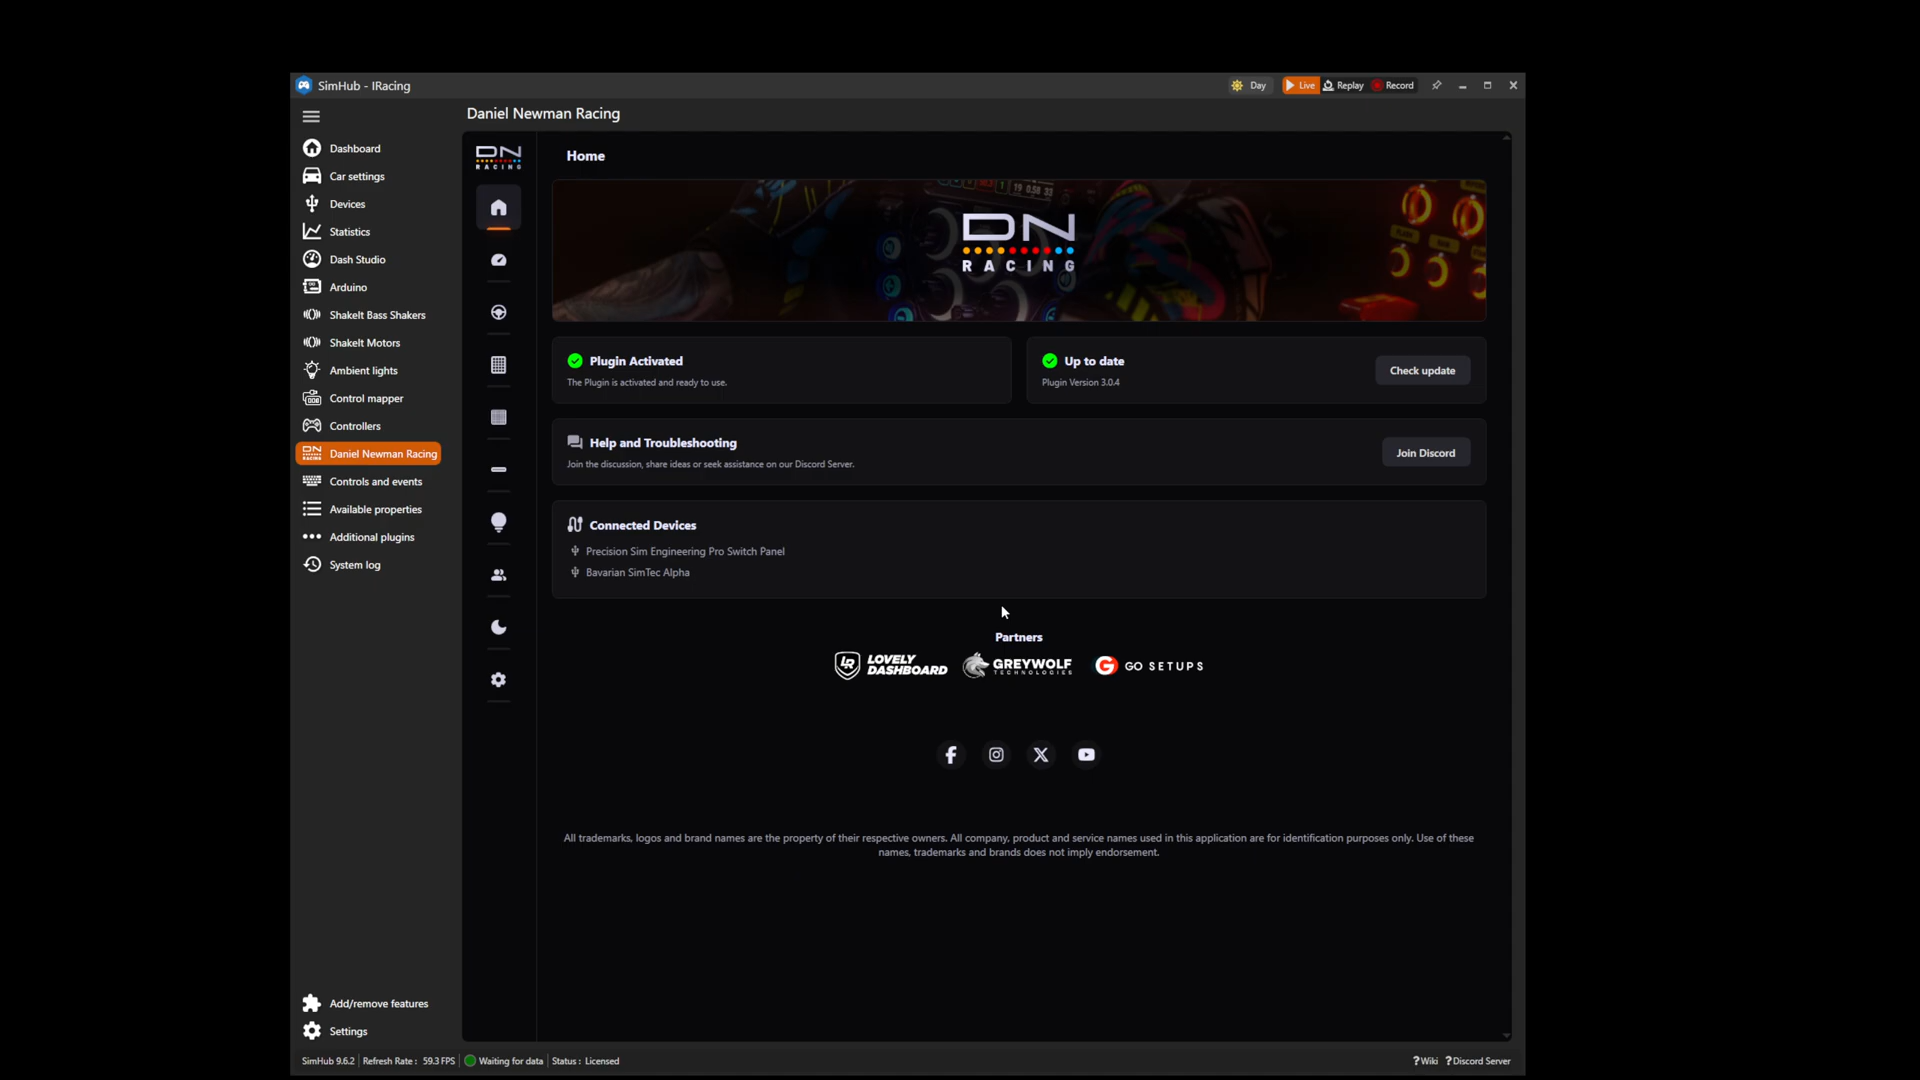 SimHub - IRacing
Day
Live
Replay
Record
Daniel Newman Racing
Dashboard
Car settings
Devices
Statistics
Dash Studio
Arduino
ShakeIt Bass Shakers
ShakeIt Motors
Ambient lights
Control mapper
Controllers
Daniel Newman Racing
Controls and events
Available properties
Additional plugins
System log
Add/remove features
Settings
DN
RACING
Home
DN
RACING
Plugin Activated
The Plugin is activated and ready to use.
Up to date
Plugin Version 3.0.4
Check update
Help and Troubleshooting
Join the discussion, share ideas or seek assistance on our Discord Server.
Join Discord
Connected Devices
Precision Sim Engineering Pro Switch Panel
Bavarian SimTec Alpha
Partners
LOVELY
DASHBOARD
GREYWOLF
TECHNOLOGIES
GO SETUPS
All trademarks, logos and brand names are the property of their respective owners. All company, product and service names used in this application are for identification purposes only. Use of these
names, trademarks and brands does not imply endorsement.
SimHub 9.6.2
Refresh Rate : 59.3 FPS
Waiting for data
Status : Licensed
?Wiki
?Discord Server